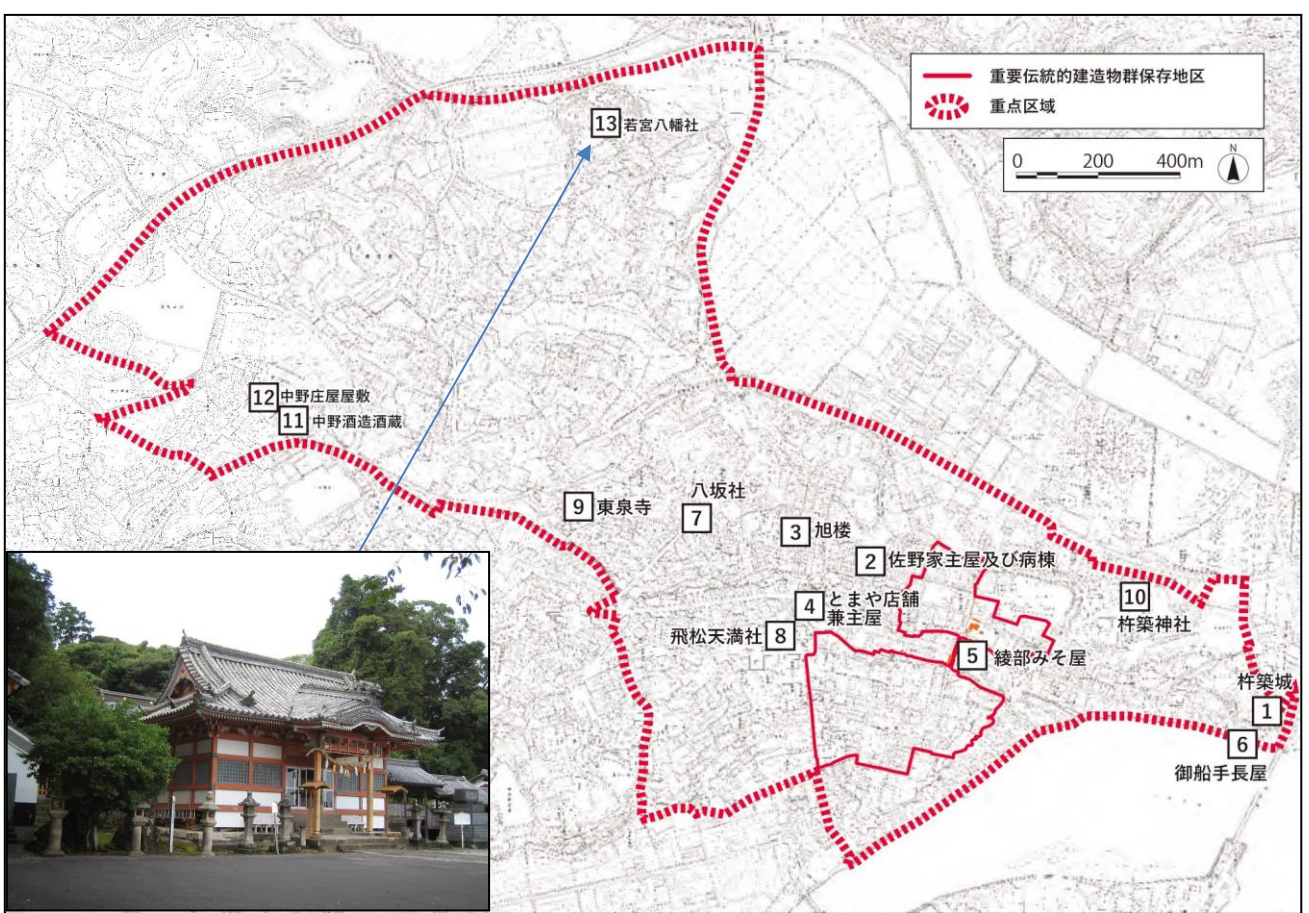 重要伝統的建造物群保存地区
重点区域
0 200 400m
N
13 若宮八幡社
12 中野庄屋屋敷
11 中野酒造酒蔵
9 東泉寺
八坂社
7
3 旭楼
2 佐野家主屋及び病棟
4 とまや店舗
兼主屋
飛松天満社 8
5 綾部みそ屋
10
杵築神社
杵築城
1
6
御船手長屋